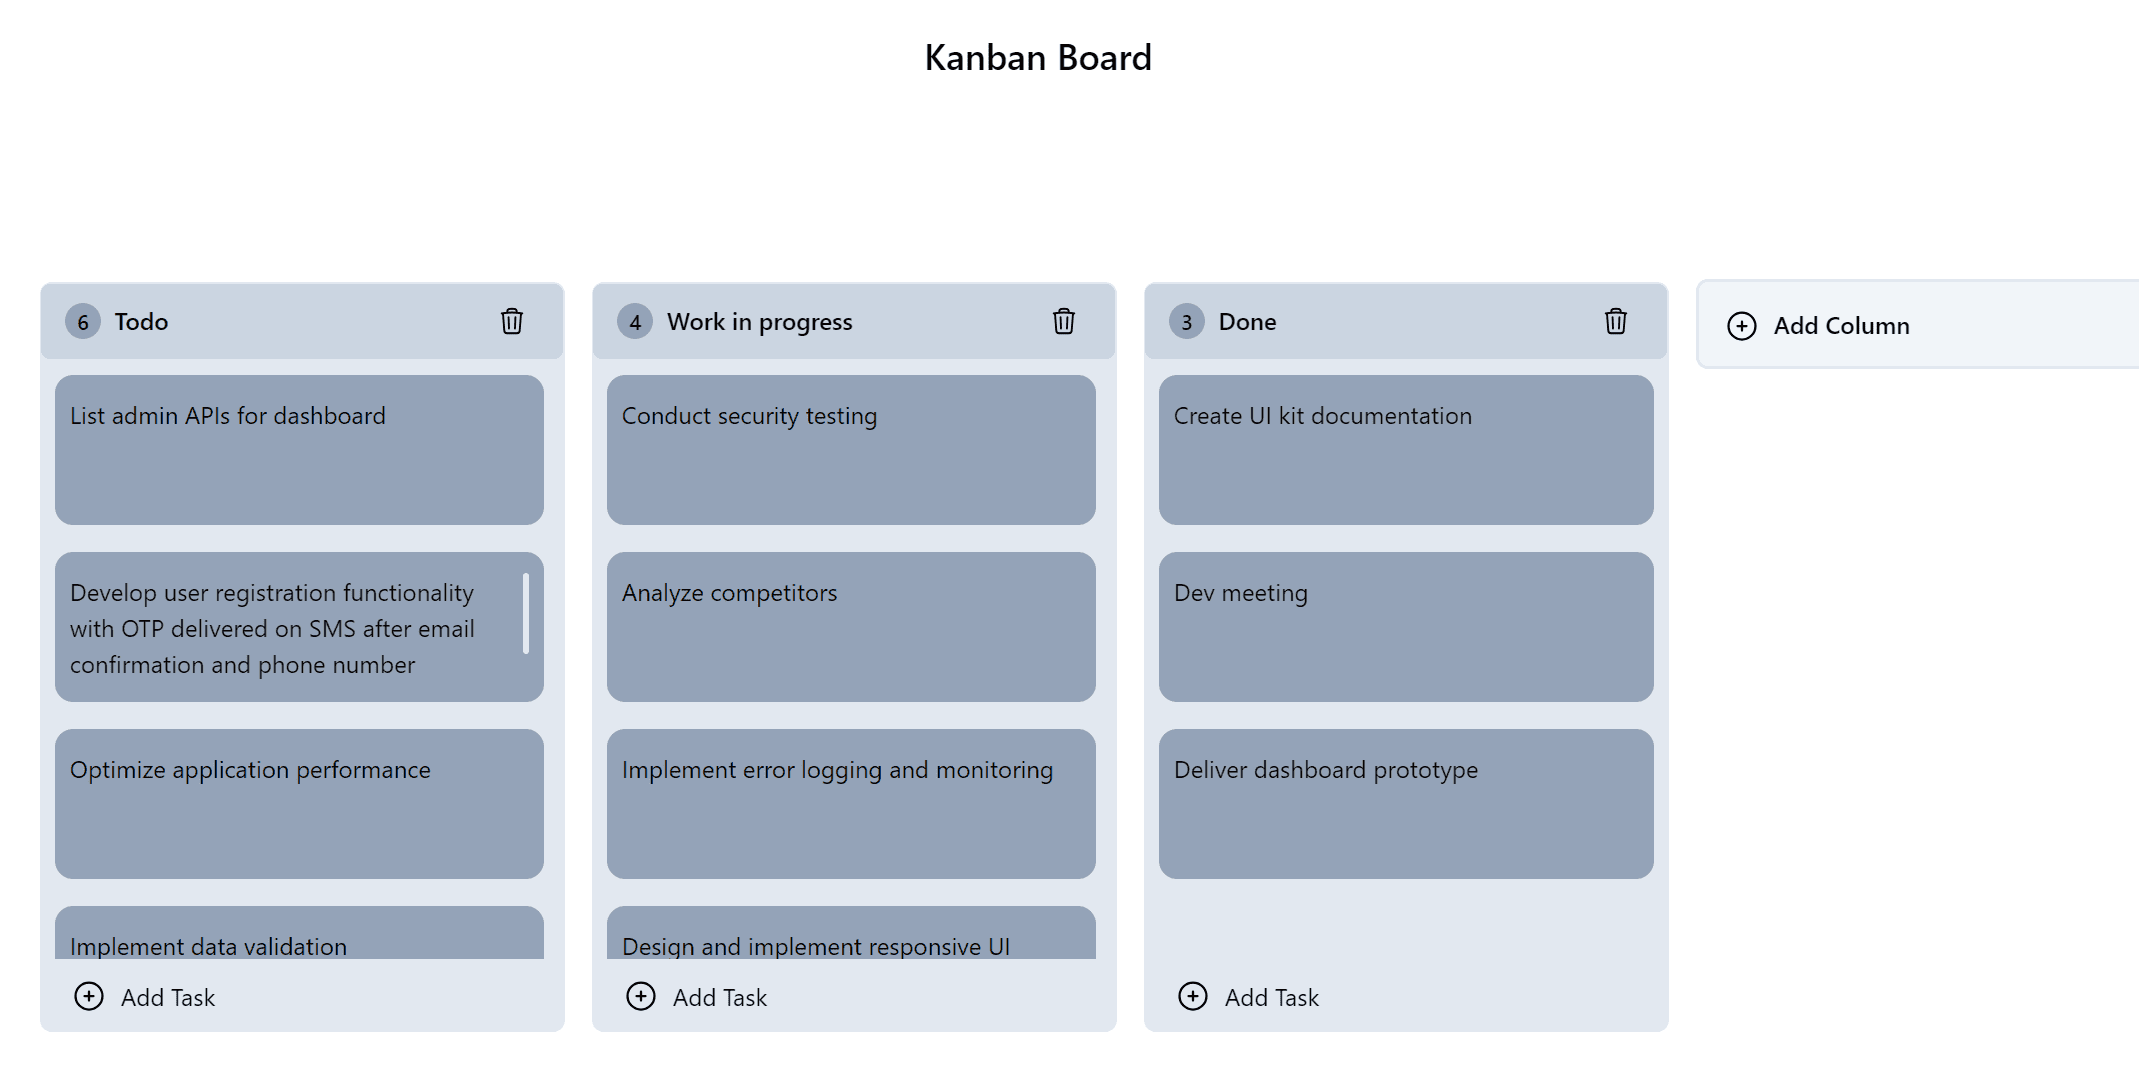 Kanban Board
6 Todo
List admin APIs for dashboard
Develop user registration functionality
with OTP delivered on SMS after email
confirmation and phone number
Optimize application performance
Implement data validation
Add Task
4 Work in progress
Conduct security testing
Analyze competitors
Implement error logging and monitoring
Design and implement responsive UI
Add Task
3 Done
Create UI kit documentation
Dev meeting
Deliver dashboard prototype
Add Task
Add Column